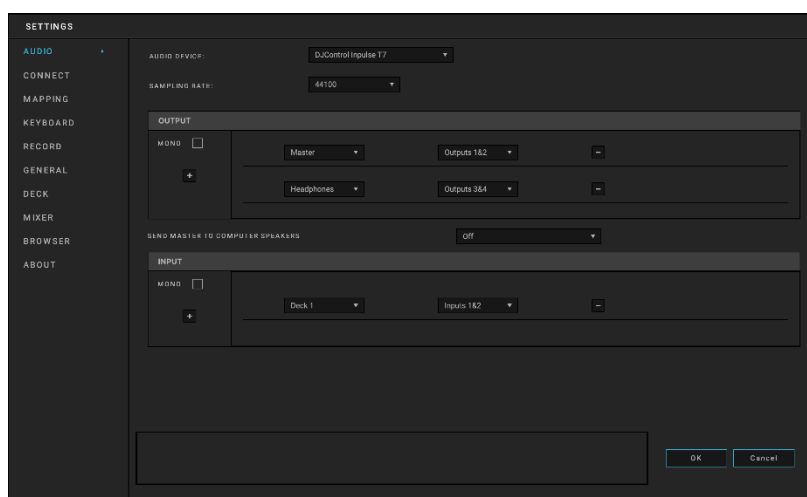 SETTINGS
AUDIO
CONNECT
MAPPING
KEYBOARD
RECORD
GENERAL
DECK
MIXER
BROWSER
ABOUT
AUDIO DEVICE: DJControl Inpulse T7
SAMPLING RATE: 44100
OUTPUT
MONO
Master Outputs 1&2 -
+
Headphones Outputs 3&4 -
SEND MASTER TO COMPUTER SPEAKERS Off
INPUT
MONO
Deck 1 Inputs 1&2 -
+
OK Cancel